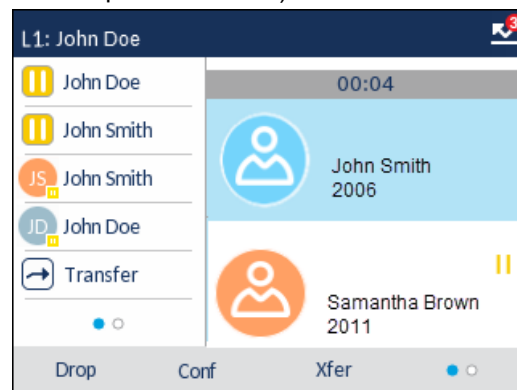 L1: John Doe
3
John Doe
John Smith
JS John Smith
JD John Doe
Transfer
00:04
John Smith
2006
Samantha Brown
2011
Drop Conf Xfer